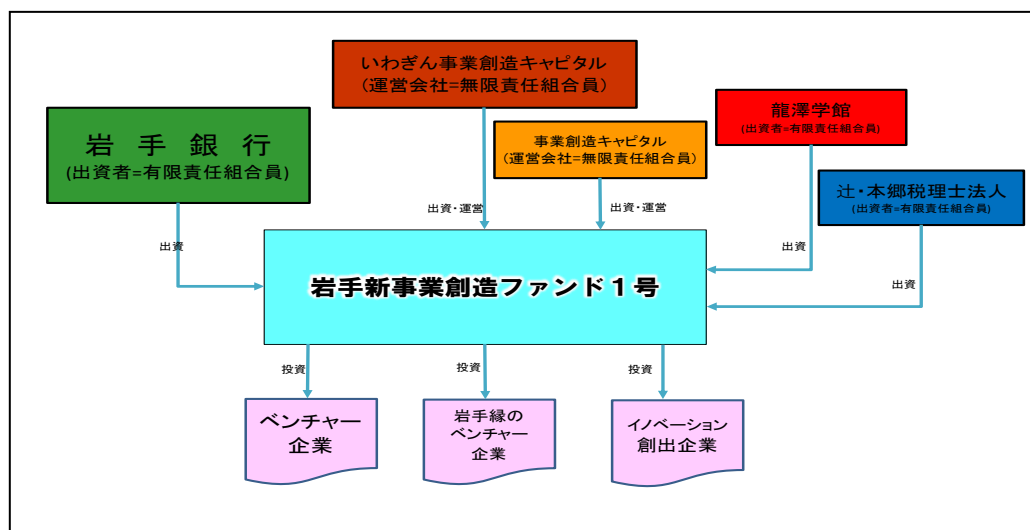 いわぎん事業創造キャピタル
(運営会社=無限責任組合員)
岩手銀行
(出資者=有限責任組合員)
事業創造キャピタル
(運営会社=無限責任組合員)
龍澤学館
(出資者=有限責任組合員)
辻・本郷税理士法人
(出資者=有限責任組合員)
出資・運営
出資・運営
出資
出資
出資
岩手新事業創造ファンド1号
投資
投資
投資
ベンチャー
企業
岩手縁の
ベンチャー
企業
イノベーション
創出企業